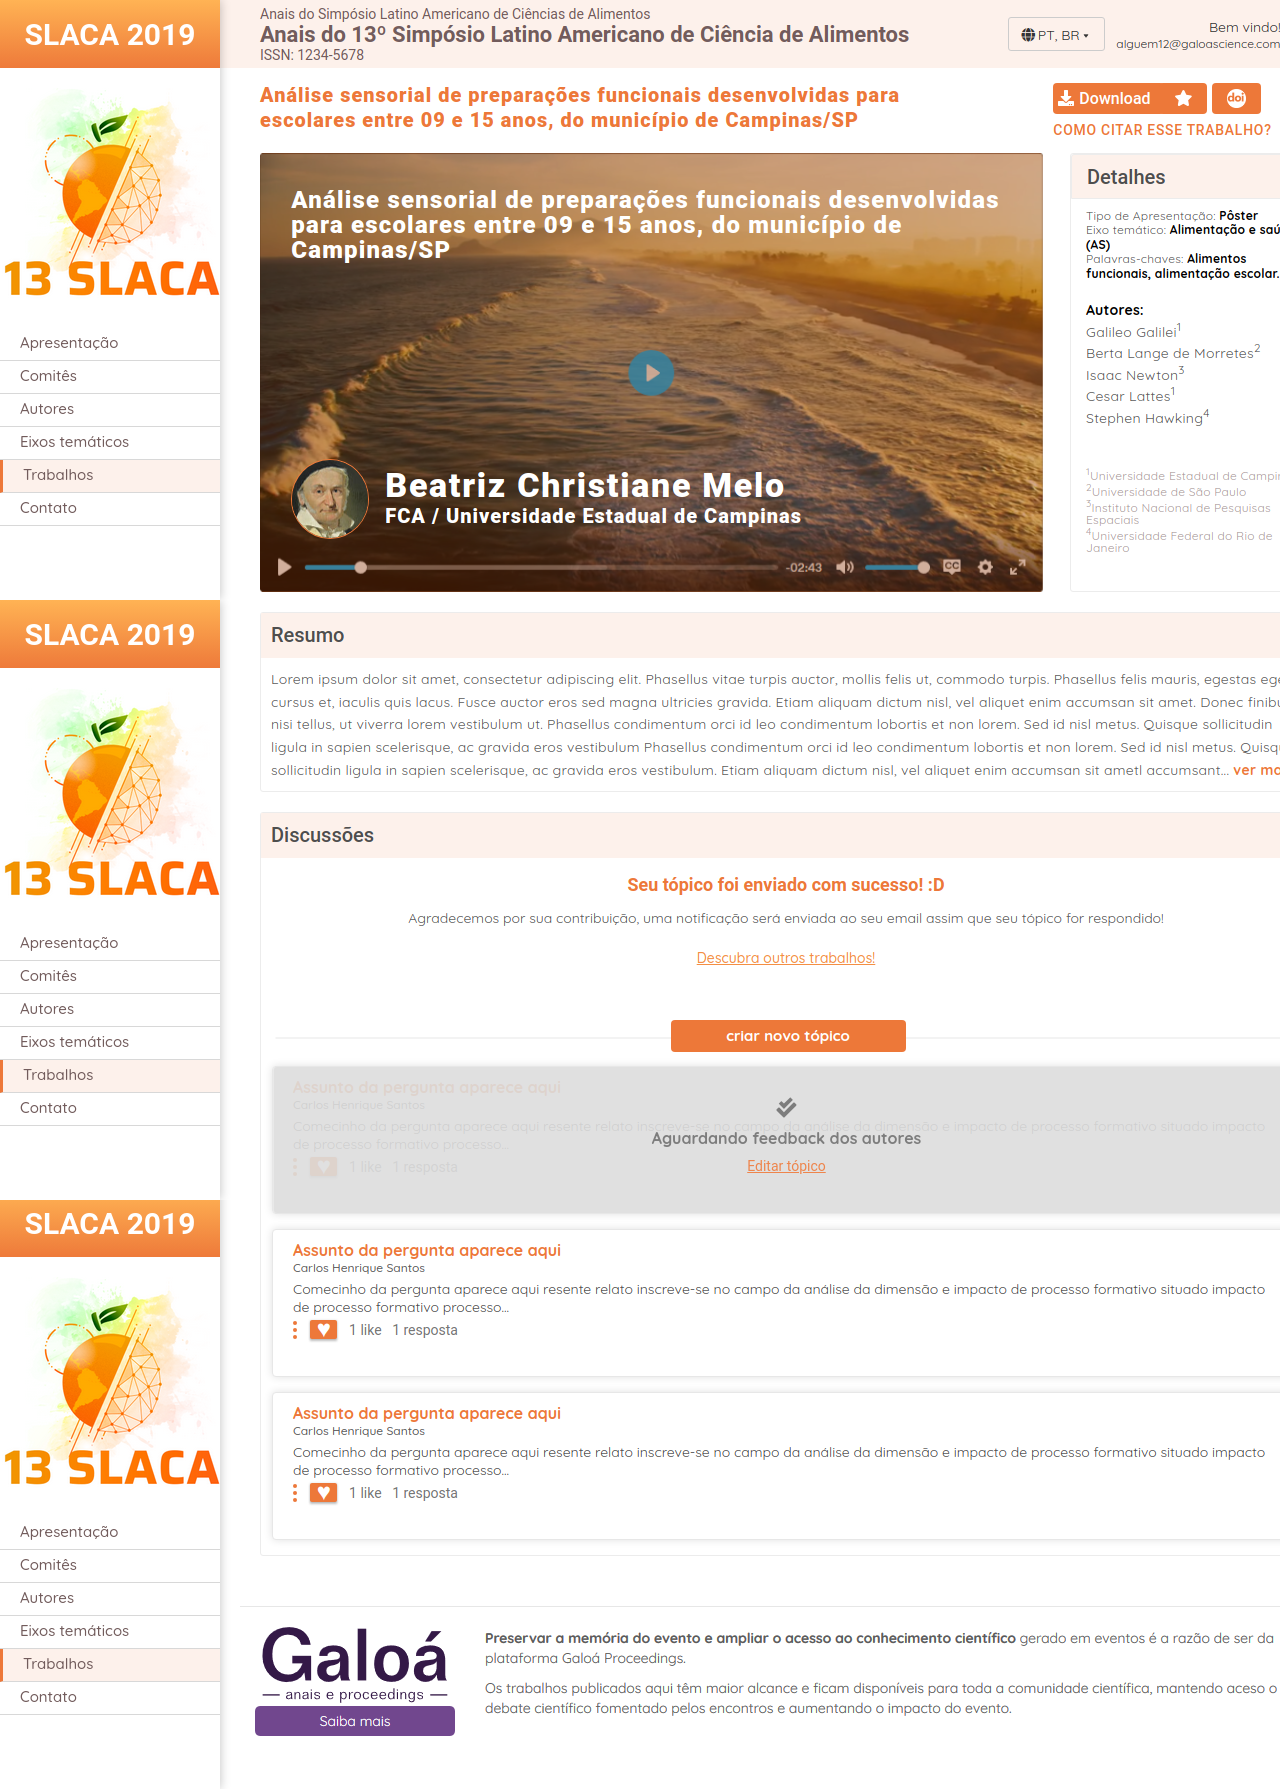 SLACA 2019
Anais do Simpósio Latino Americano de Ciências de Alimentos
Anais do 13º Simpósio Latino Americano de Ciência de Alimentos
ISSN: 1234-5678
PT, BR
Bem vindo!
alguem12@galoascience.com
13 SLACA
Apresentação
Comitês
Autores
Eixos temáticos
Trabalhos
Contato
Análise sensorial de preparações funcionais desenvolvidas para
escolares entre 09 e 15 anos, do município de Campinas/SP
Download
doi
COMO CITAR ESSE TRABALHO?
Análise sensorial de preparações funcionais desenvolvidas
para escolares entre 09 e 15 anos, do município de
Campinas/SP
Beatriz Christiane Melo
FCA / Universidade Estadual de Campinas
-02:43
CC
Detalhes
Tipo de Apresentação: Pôster
Eixo temático: Alimentação e saú
(AS)
Palavras-chaves: Alimentos
funcionais, alimentação escolar.
Autores:
Galileo Galilei1
Berta Lange de Morretes2
Isaac Newton3
Cesar Lattes1
Stephen Hawking4
1Universidade Estadual de Campin
2Universidade de São Paulo
3Instituto Nacional de Pesquisas
Espaciais
4Universidade Federal do Rio de
Janeiro
SLACA 2019
13 SLACA
Apresentação
Comitês
Autores
Eixos temáticos
Trabalhos
Contato
Resumo
Lorem ipsum dolor sit amet, consectetur adipiscing elit. Phasellus vitae turpis auctor, mollis felis ut, commodo turpis. Phasellus felis mauris, egestas ege
cursus et, iaculis quis lacus. Fusce auctor eros sed magna ultricies gravida. Etiam aliquam dictum nisl, vel aliquet enim accumsan sit amet. Donec finibu
nisi tellus, ut viverra lorem vestibulum ut. Phasellus condimentum orci id leo condimentum lobortis et non lorem. Sed id nisl metus. Quisque sollicitudin
ligula in sapien scelerisque, ac gravida eros vestibulum Phasellus condimentum orci id leo condimentum lobortis et non lorem. Sed id nisl metus. Quisqu
sollicitudin ligula in sapien scelerisque, ac gravida eros vestibulum. Etiam aliquam dictum nisl, vel aliquet enim accumsan sit ametl accumsant... ver ma
Discussões
Seu tópico foi enviado com sucesso! :D
Agradecemos por sua contribuição, uma notificação será enviada ao seu email assim que seu tópico for respondido!
Descubra outros trabalhos!
criar novo tópico
Assunto da pergunta aparece aqui
Carlos Henrique Santos
Comecinho da pergunta aparece aqui resente relato inscreve-se no campo da análise da dimensão e impacto de processo formativo situado impacto
de processo formativo processo...
1 like 1 resposta
Aguardando feedback dos autores
Editar tópico
SLACA 2019
13 SLACA
Apresentação
Comitês
Autores
Eixos temáticos
Trabalhos
Contato
Assunto da pergunta aparece aqui
Carlos Henrique Santos
Comecinho da pergunta aparece aqui resente relato inscreve-se no campo da análise da dimensão e impacto de processo formativo situado impacto
de processo formativo processo...
1 like 1 resposta
Assunto da pergunta aparece aqui
Carlos Henrique Santos
Comecinho da pergunta aparece aqui resente relato inscreve-se no campo da análise da dimensão e impacto de processo formativo situado impacto
de processo formativo processo...
1 like 1 resposta
Galoá
anais e proceedings
Saiba mais
Preservar a memória do evento e ampliar o acesso ao conhecimento científico gerado em eventos é a razão de ser da
plataforma Galoá Proceedings.
Os trabalhos publicados aqui têm maior alcance e ficam disponíveis para toda a comunidade científica, mantendo aceso o
debate científico fomentado pelos encontros e aumentando o impacto do evento.